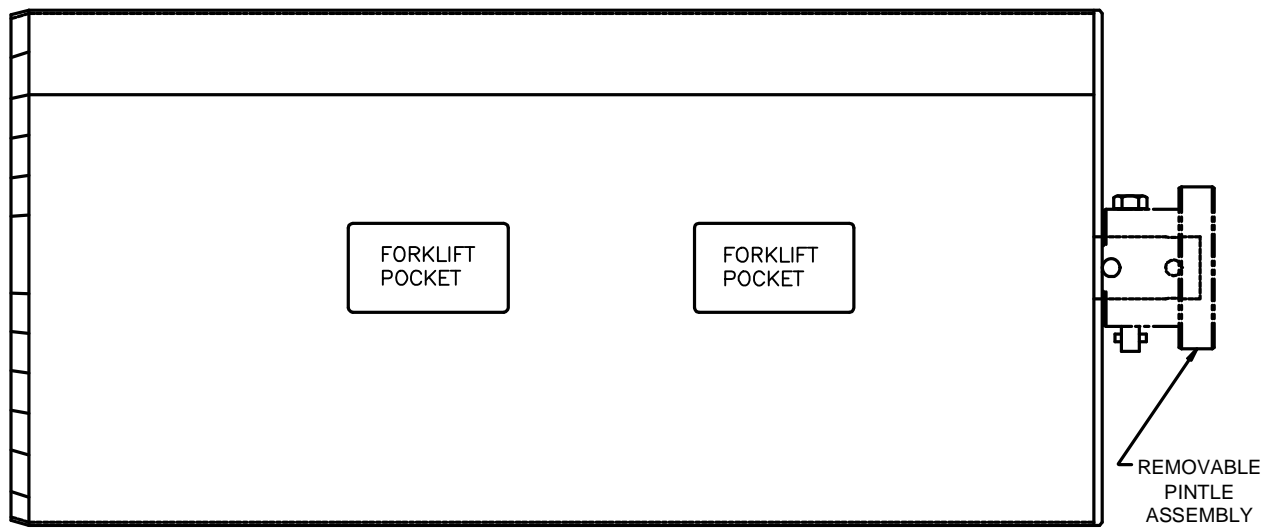 FORKLIFT
POCKET
FORKLIFT
POCKET
REMOVABLE
PINTLE
ASSEMBLY